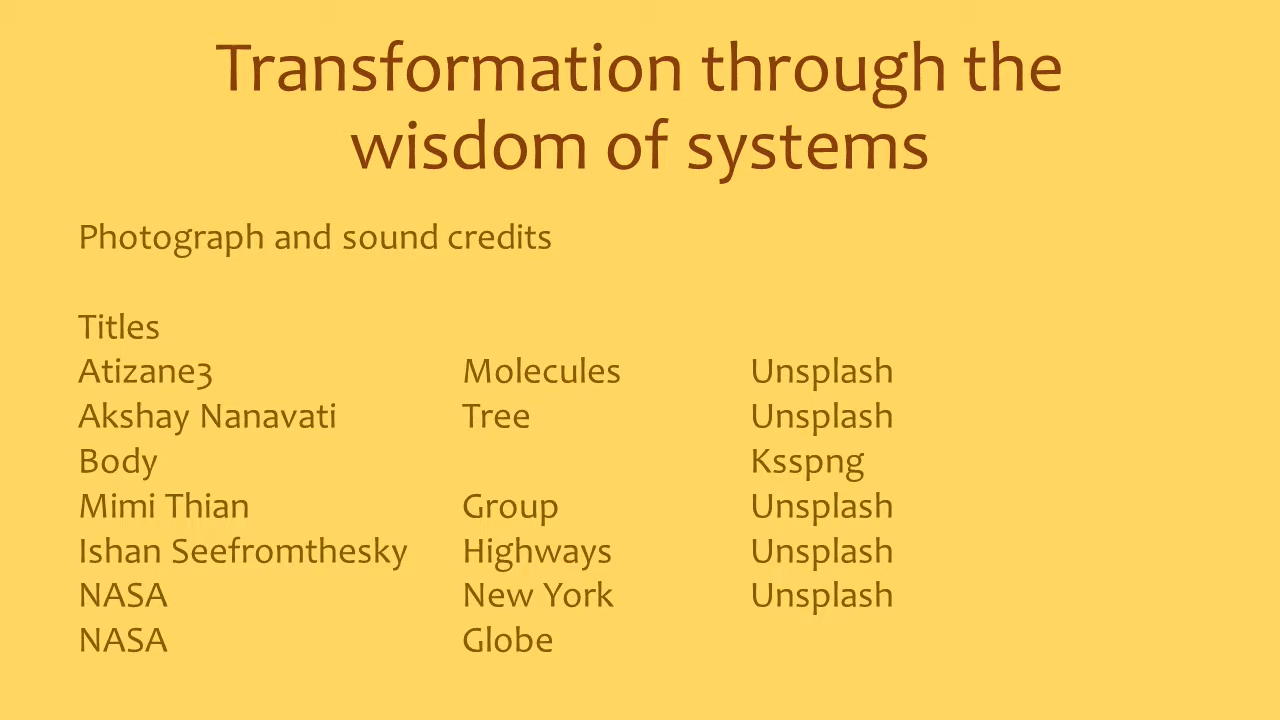 Transformation through the
wisdom of systems
Photograph and sound credits
Titles
Atizane3 Molecules Unsplash
Akshay Nanavati Tree Unsplash
Body Ksspng
Mimi Thian Group Unsplash
Ishan Seefromthesky Highways Unsplash
NASA New York Unsplash
NASA Globe